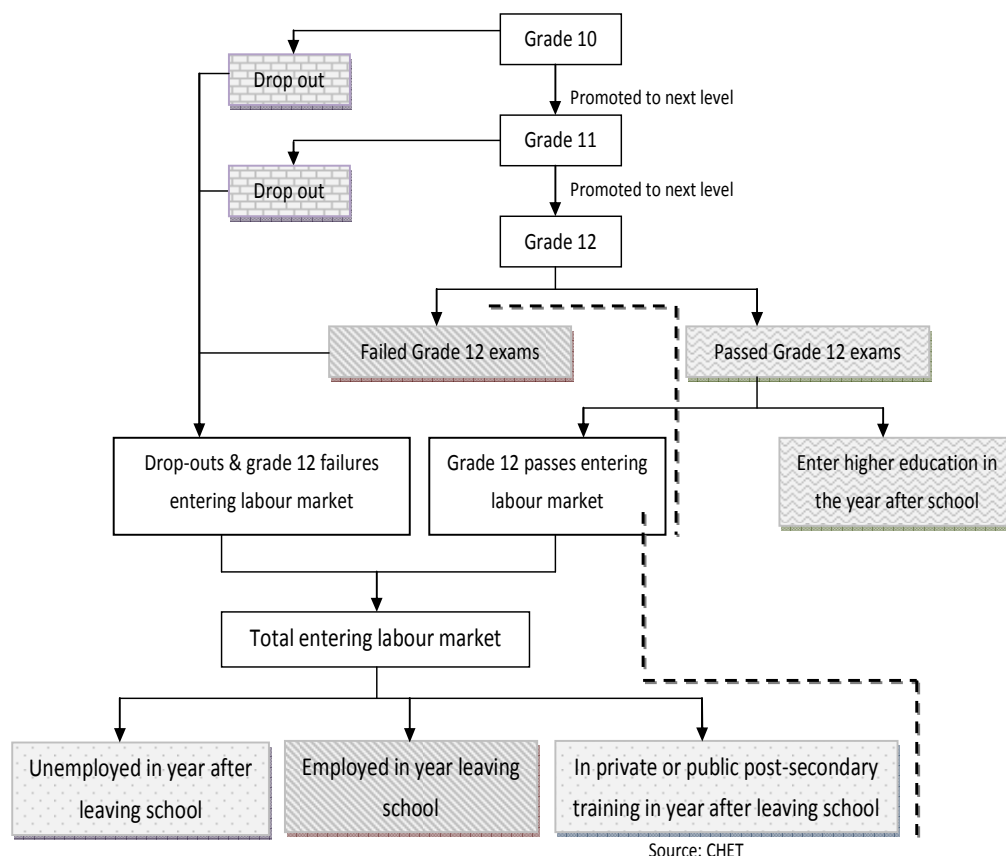 Grade 10
Drop out
Promoted to next level
Grade 11
Drop out
Promoted to next level
Grade 12
Failed Grade 12 exams
Passed Grade 12 exams
Drop-outs & grade 12 failures
entering labour market
Grade 12 passes entering
labour market
Enter higher education in
the year after school
Total entering labour market
Unemployed in year after
leaving school
Employed in year leaving
school
In private or public post-secondary
training in year after leaving school
Source: CHET